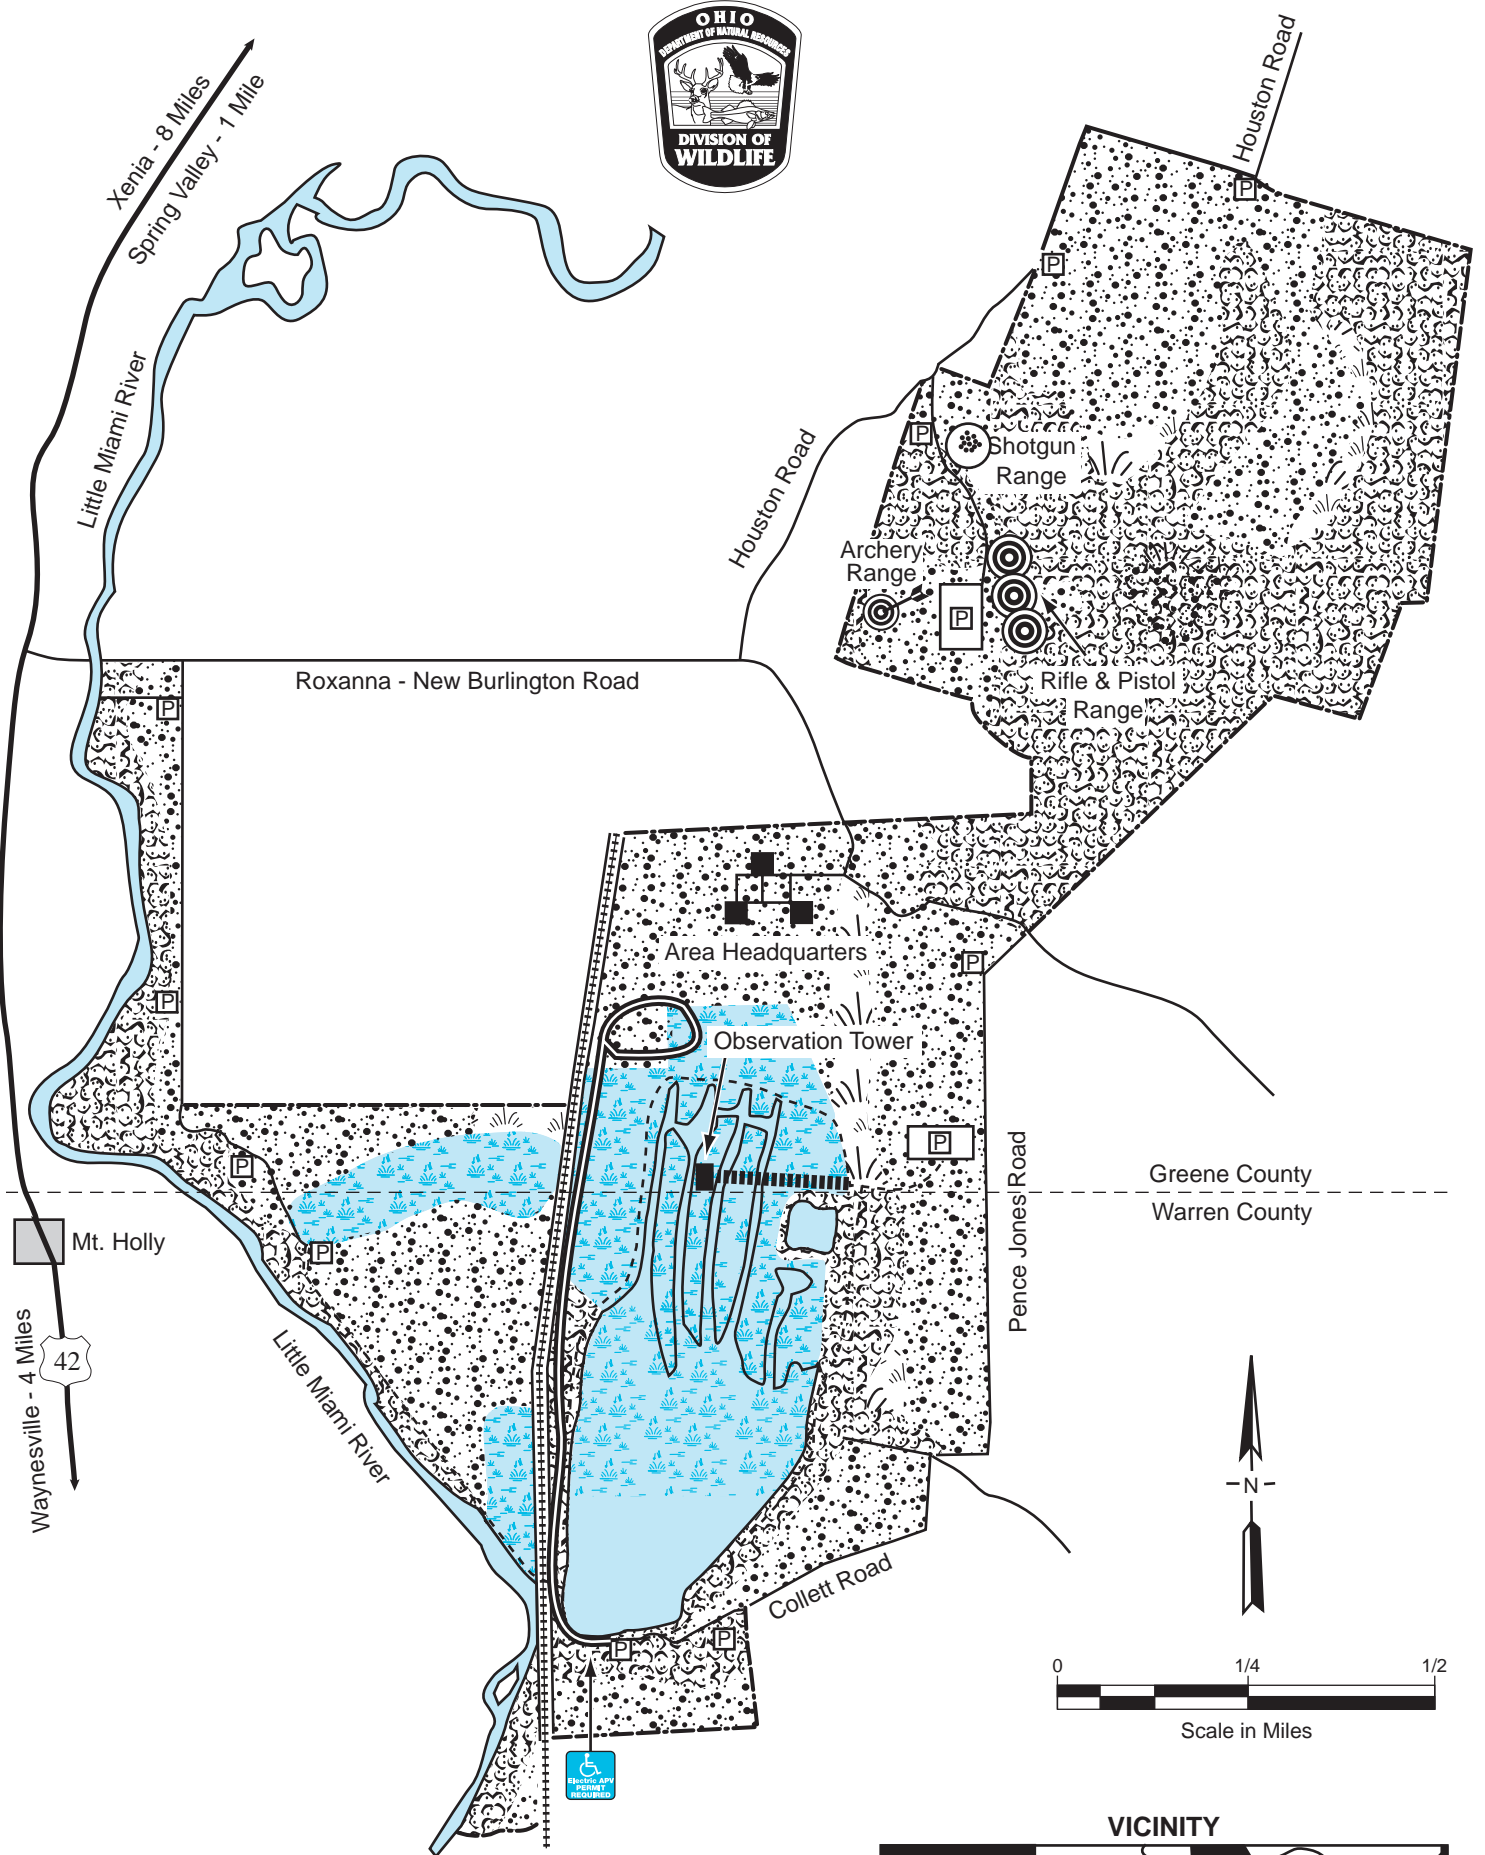 OHIO
DEPARTMENT OF NATURAL RESOURCES
DIVISION OF
WILDLIFE
Houston Road
P
Xenia - 8 Miles
Spring Valley - 1 Mile
P
Little Miami River
Houston Road
P
Shotgun
Range
Archery
Range
P
Roxanna - New Burlington Road
Rifle & Pistol
Range
P
Area Headquarters
P
P
Observation Tower
P
P
Pence Jones Road
Greene County
Warren County
Mt. Holly
P
42
Waynesville - 4 Miles
Little Miami River
N
Collett Road
P
P
0 1/4 1/2
Scale in Miles
Electric APV
PERMIT
REQUIRED
VICINITY